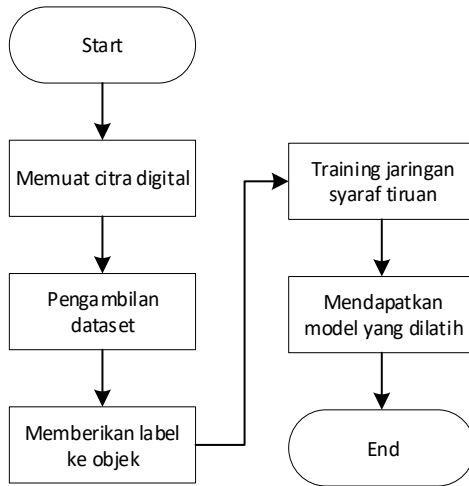 Start
Memuat citra digital
Pengambilan
dataset
Memberikan label
ke objek
Training jaringan
syaraf tiruan
Mendapatkan
model yang dilatih
End